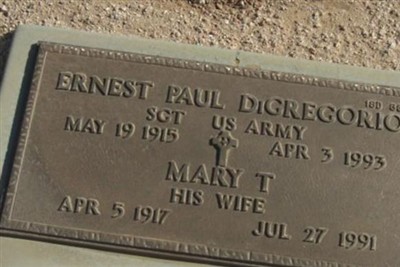 ERNEST PAUL DiGREGORIO
SGT US ARMY
MAY 19 1915 APR 3 1993
MARY T
HIS WIFE
APR 5 1917 JUL 27 1991